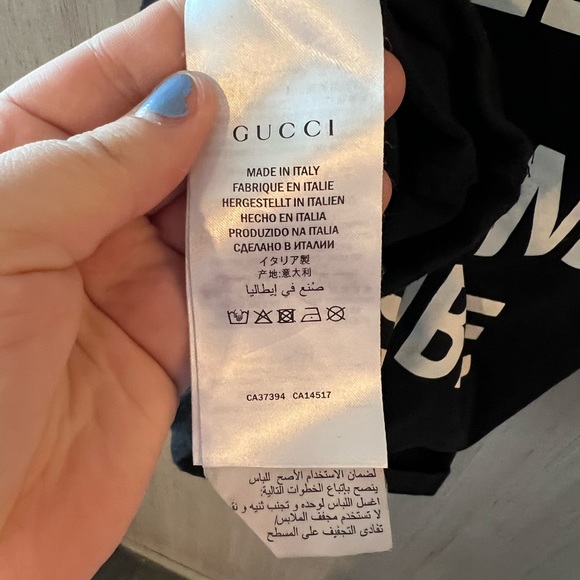 GUCCI
MADE IN ITALY
FABRIQUE EN ITALIE
HERGESTELLT IN ITALIEN
HECHO EN ITALIA
PRODUZIDO NA ITALIA
СДЕЛАНО В ИТАЛИИ
イタリア製
产地:意大利
صُنع في إيطاليا
CA37394 CA14517
لضمان الاستخدام الأصح للباس
ينصح بإتباع الخطوات التالية:
اغسل اللباس لوحده و تجنب ثنيه و
لا تستخدم مجفف الملابس/
تفادى التجفيف على المسطح